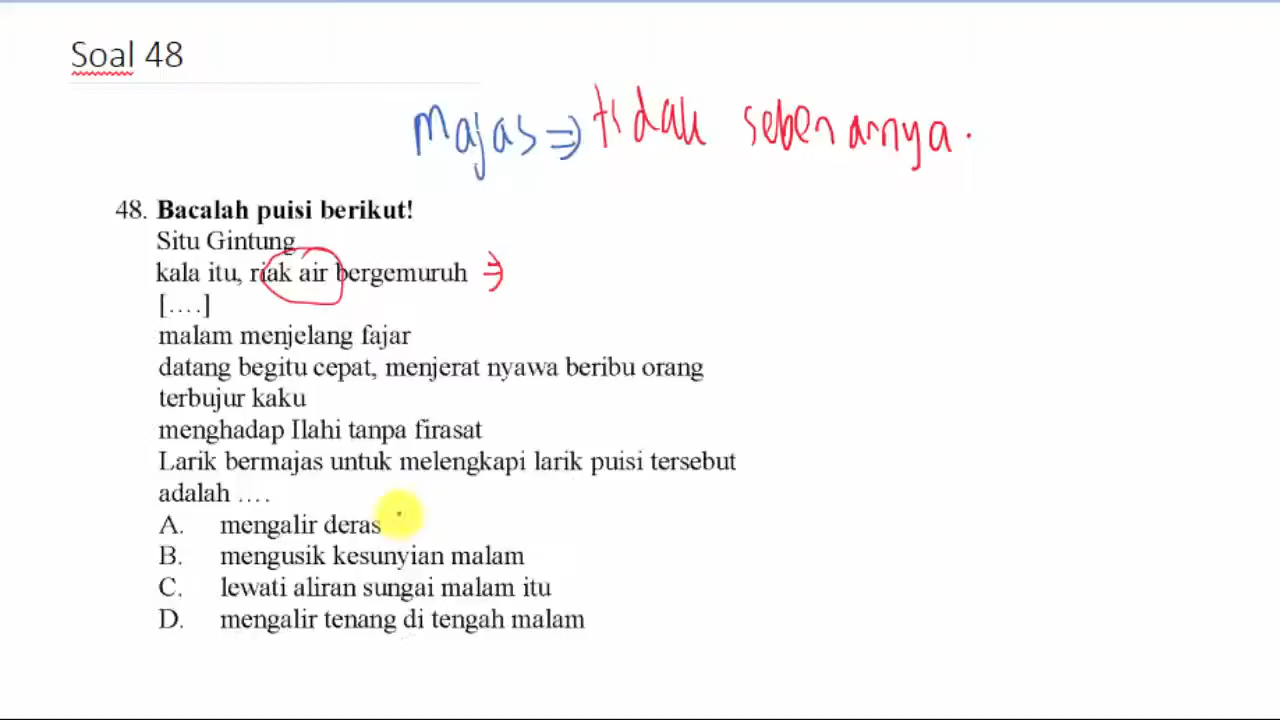 Soal 48
Majas ⇒ tidak sebenarnya.
48. Bacalah puisi berikut!
Situ Gintung
kala itu, riak air bergemuruh ⇒
[....]
malam menjelang fajar
datang begitu cepat, menjerat nyawa beribu orang
terbujur kaku
menghadap Ilahi tanpa firasat
Larik bermajas untuk melengkapi larik puisi tersebut
adalah ....
A. mengalir deras
B. mengusik kesunyian malam
C. lewati aliran sungai malam itu
D. mengalir tenang di tengah malam